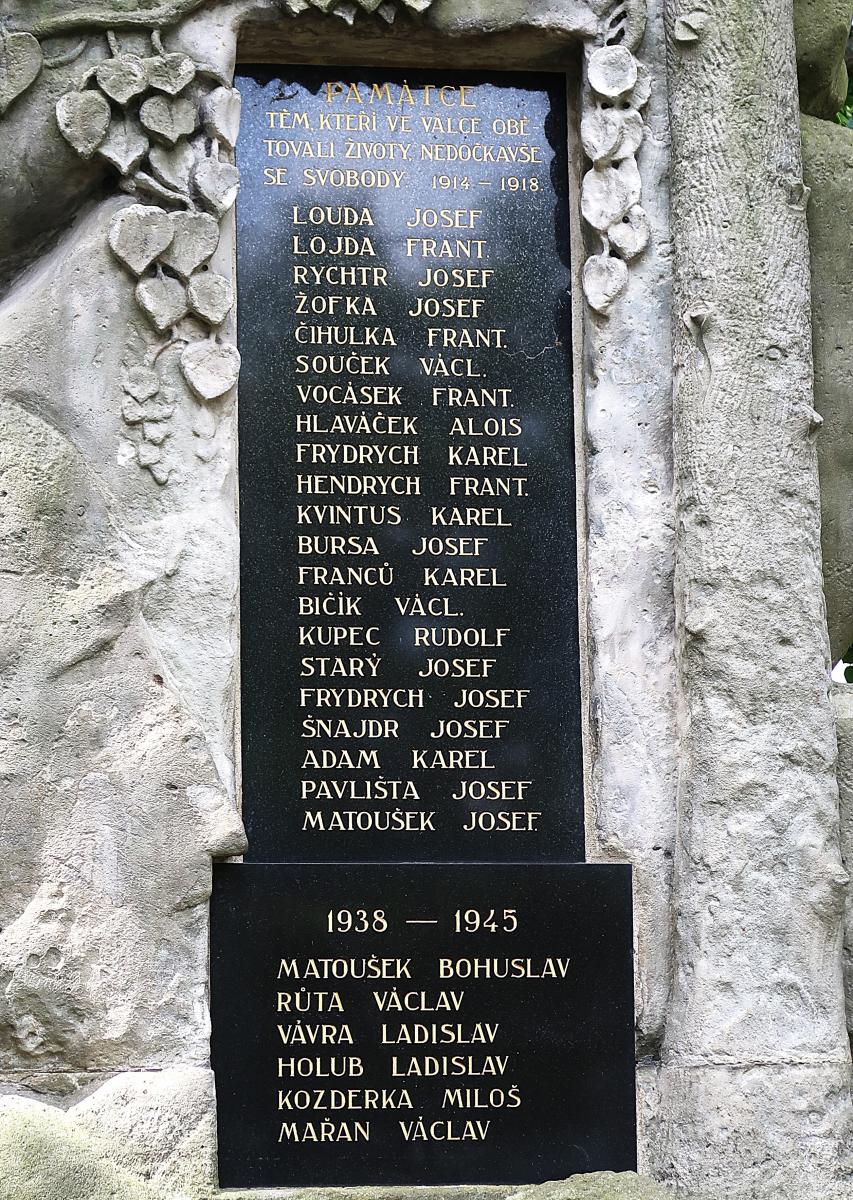 PAMÁTCE
TĚM, KTEŘÍ VE VÁLCE OBĚ-
TOVALI ŽIVOTY, NEDOČKAVŠE
SE SVOBODY. 1914 - 1918.
LOUDA JOSEF
LOJDA FRANT.
RYCHTR JOSEF
ŽOFKA JOSEF
ČIHULKA FRANT.
SOUČEK VÁCL.
VOCÁSEK FRANT.
HLAVÁČEK ALOIS
FRYDRYCH KAREL
HENDRYCH FRANT.
KVINTUS KAREL
BURSA JOSEF
FRANCŮ KAREL
BIČÍK VÁCL.
KUPEC RUDOLF
STARÝ JOSEF
FRYDRYCH JOSEF
ŠNAJDR JOSEF
ADAM KAREL
PAVLIŠTA JOSEF
MATOUŠEK JOSEF.
1938 — 1945
MATOUŠEK BOHUSLAV
RŮTA VÁCLAV
VÁVRA LADISLAV
HOLUB LADISLAV
KOZDERKA MILOŠ
MAŘAN VÁCLAV